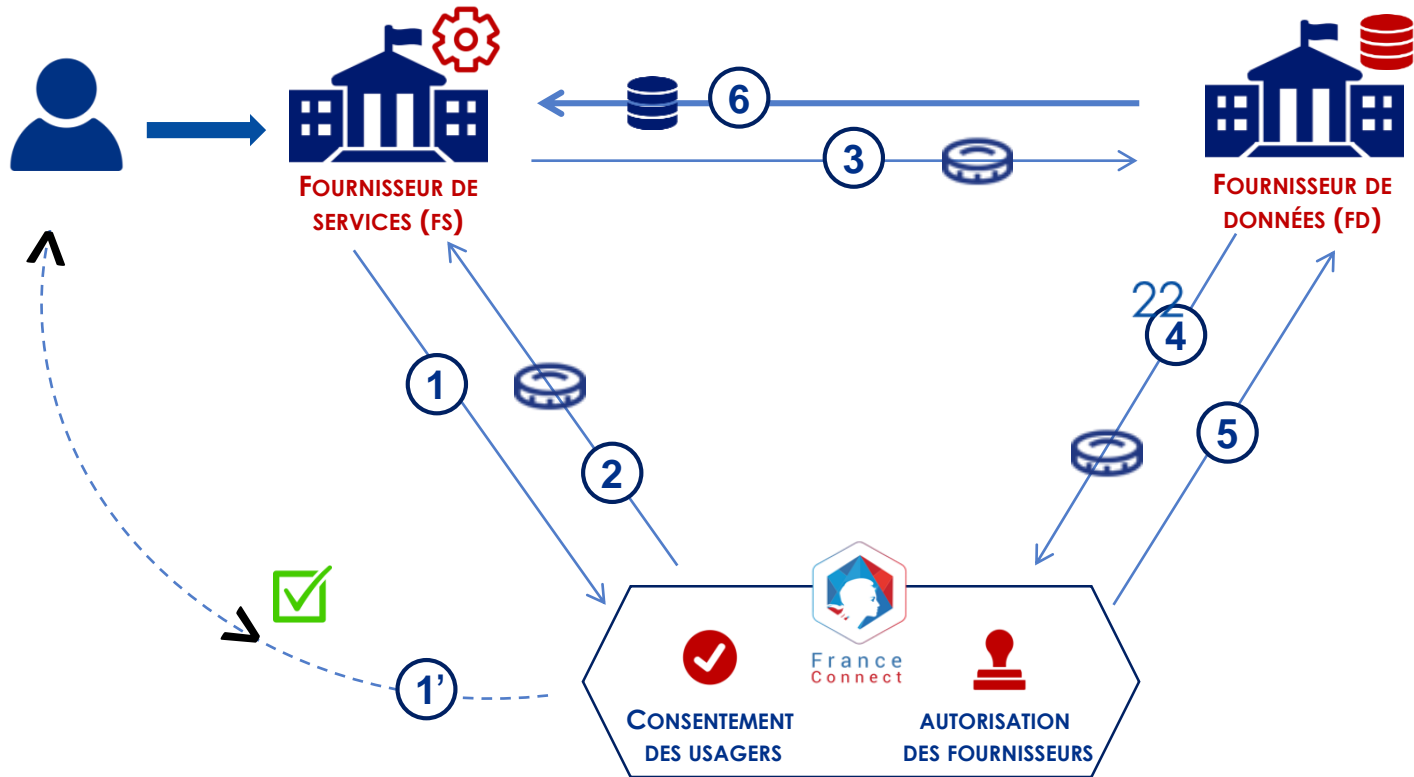 6
3
FOURNISSEUR DE
SERVICES (FS)
FOURNISSEUR DE
DONNÉES (FD)
22
4
1
5
2
France
Connect
1’
CONSENTEMENT
DES USAGERS
AUTORISATION
DES FOURNISSEURS